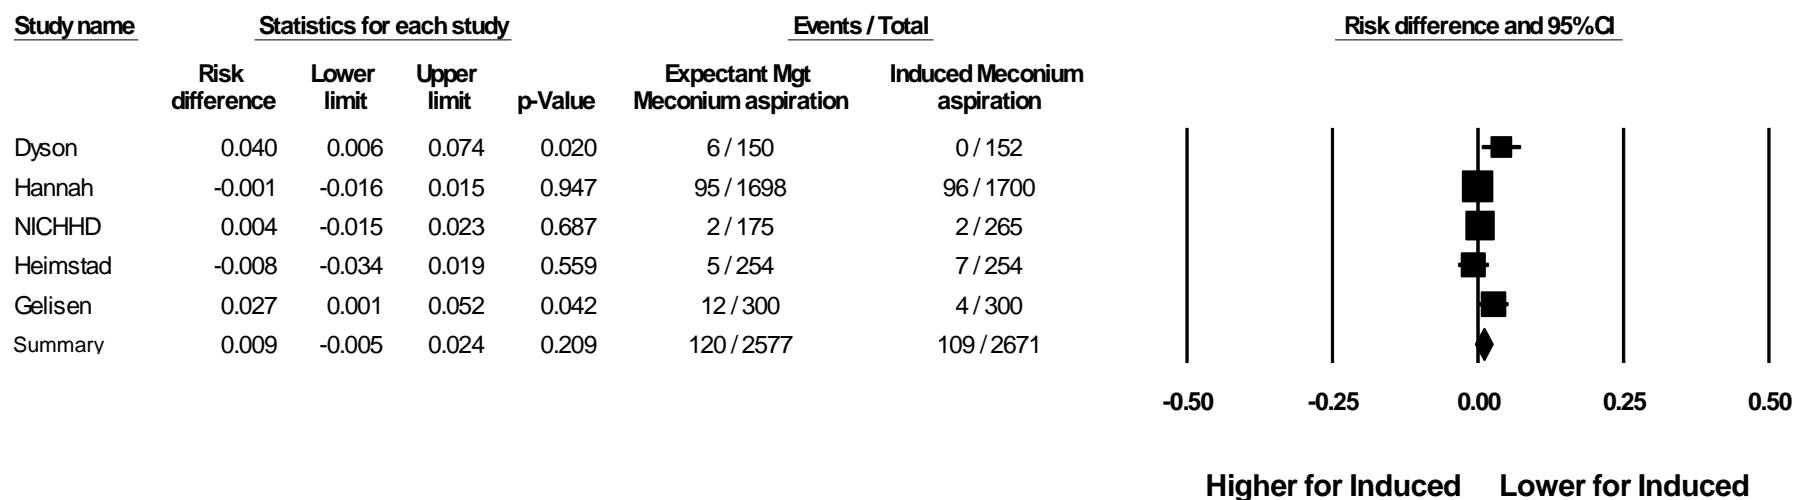 Study name Statistics for each study Events / Total Risk difference and 95% CI
Risk difference Lower limit Upper limit p-Value Expectant Mgt Meconium aspiration Induced Meconium aspiration
Dyson 0.040 0.006 0.074 0.020 6 / 150 0 / 152
Hannah -0.001 -0.016 0.015 0.947 95 / 1698 96 / 1700
NICHHD 0.004 -0.015 0.023 0.687 2 / 175 2 / 265
Heimstad -0.008 -0.034 0.019 0.559 5 / 254 7 / 254
Gelisen 0.027 0.001 0.052 0.042 12 / 300 4 / 300
Summary 0.009 -0.005 0.024 0.209 120 / 2577 109 / 2671
-0.50 -0.25 0.00 0.25 0.50
Higher for Induced Lower for Induced